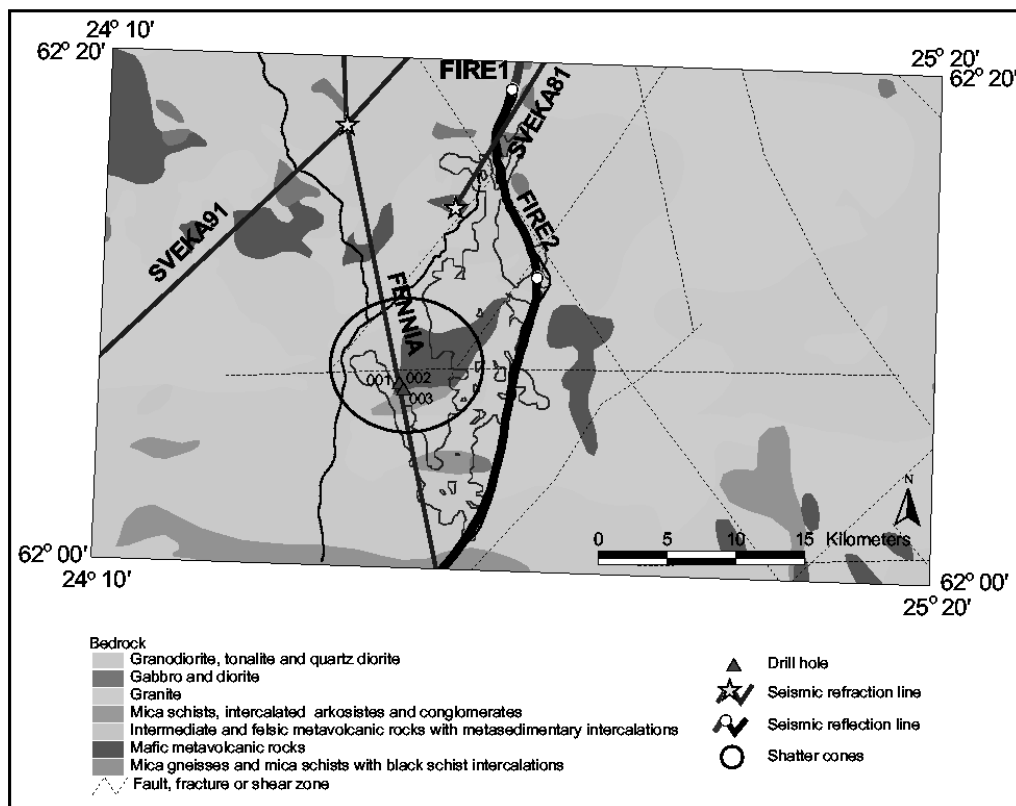 24° 10'
62° 20'
25° 20'
62° 20'
FIRE1
SVEKA81
SVEKA91
FIRE2
FENNIA
001
002
003
N
0 5 10 15 Kilometers
62° 00'
24° 10'
62° 00'
25° 20'
Bedrock
Granodiorite, tonalite and quartz diorite
Gabbro and diorite
Granite
Mica schists, intercalated arkosistes and conglomerates
Intermediate and felsic metavolcanic rocks with metasedimentary intercalations
Mafic metavolcanic rocks
Mica gneisses and mica schists with black schist intercalations
Fault, fracture or shear zone
Drill hole
Seismic refraction line
Seismic reflection line
Shatter cones